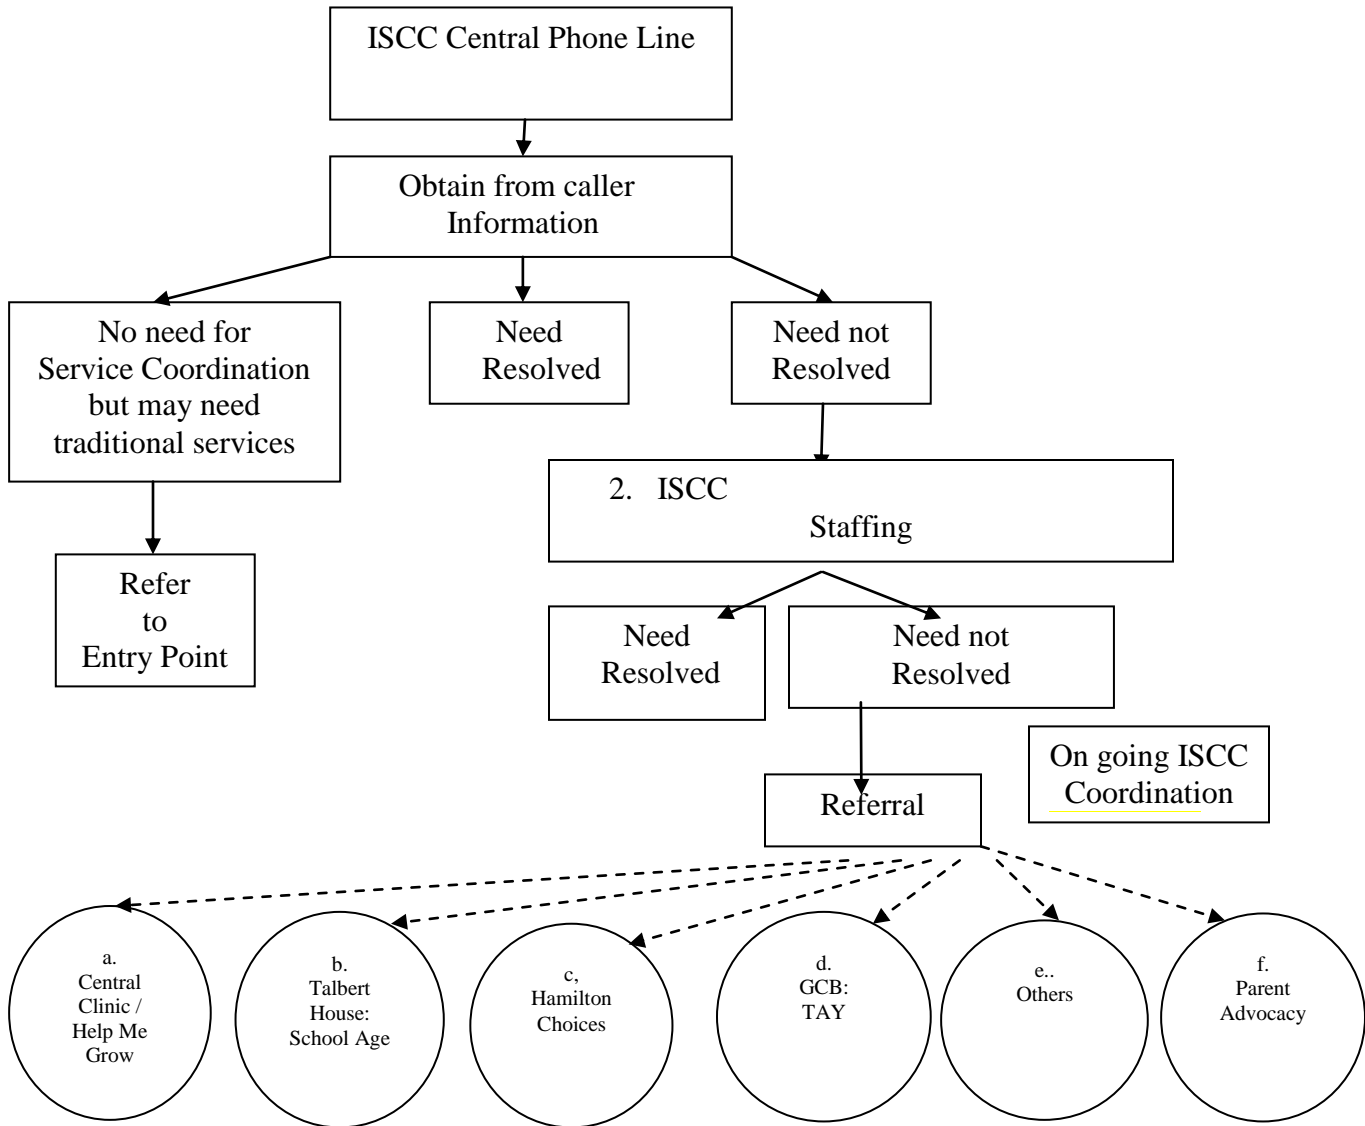 ISCC Central Phone Line
Obtain from caller
Information
No need for
Service Coordination
but may need
traditional services
Need
Resolved
Need not
Resolved
2. ISCC
Staffing
Refer
to
Entry Point
Need
Resolved
Need not
Resolved
On going ISCC
Coordination
Referral
a.
Central
Clinic /
Help Me
Grow
b.
Talbert
House:
School Age
c,
Hamilton
Choices
d.
GCB:
TAY
e..
Others
f.
Parent
Advocacy